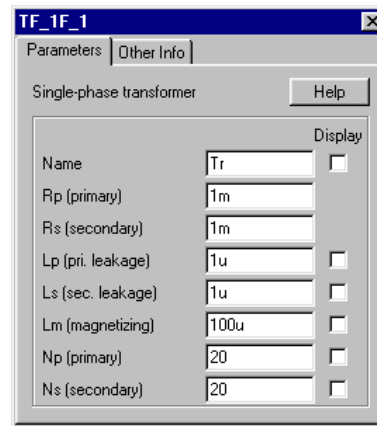 TF_1F_1
Parameters Other Info
Single-phase transformer Help
Display
Name Tr
Rp (primary) 1m
Rs (secondary) 1m
Lp (pri. leakage) 1u
Ls (sec. leakage) 1u
Lm (magnetizing) 100u
Np (primary) 20
Ns (secondary) 20